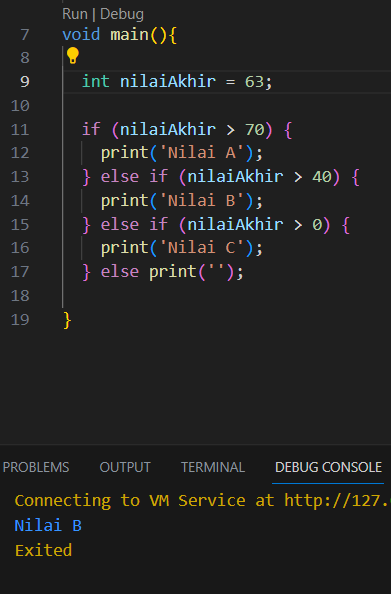 Run | Debug
7 void main(){
8
9 int nilaiAkhir = 63;
10
11 if (nilaiAkhir > 70) {
12 print('Nilai A');
13 } else if (nilaiAkhir > 40) {
14 print('Nilai B');
15 } else if (nilaiAkhir > 0) {
16 print('Nilai C');
17 } else print('');
18
19 }
PROBLEMS OUTPUT TERMINAL DEBUG CONSOLE
Connecting to VM Service at http://127.
Nilai B
Exited